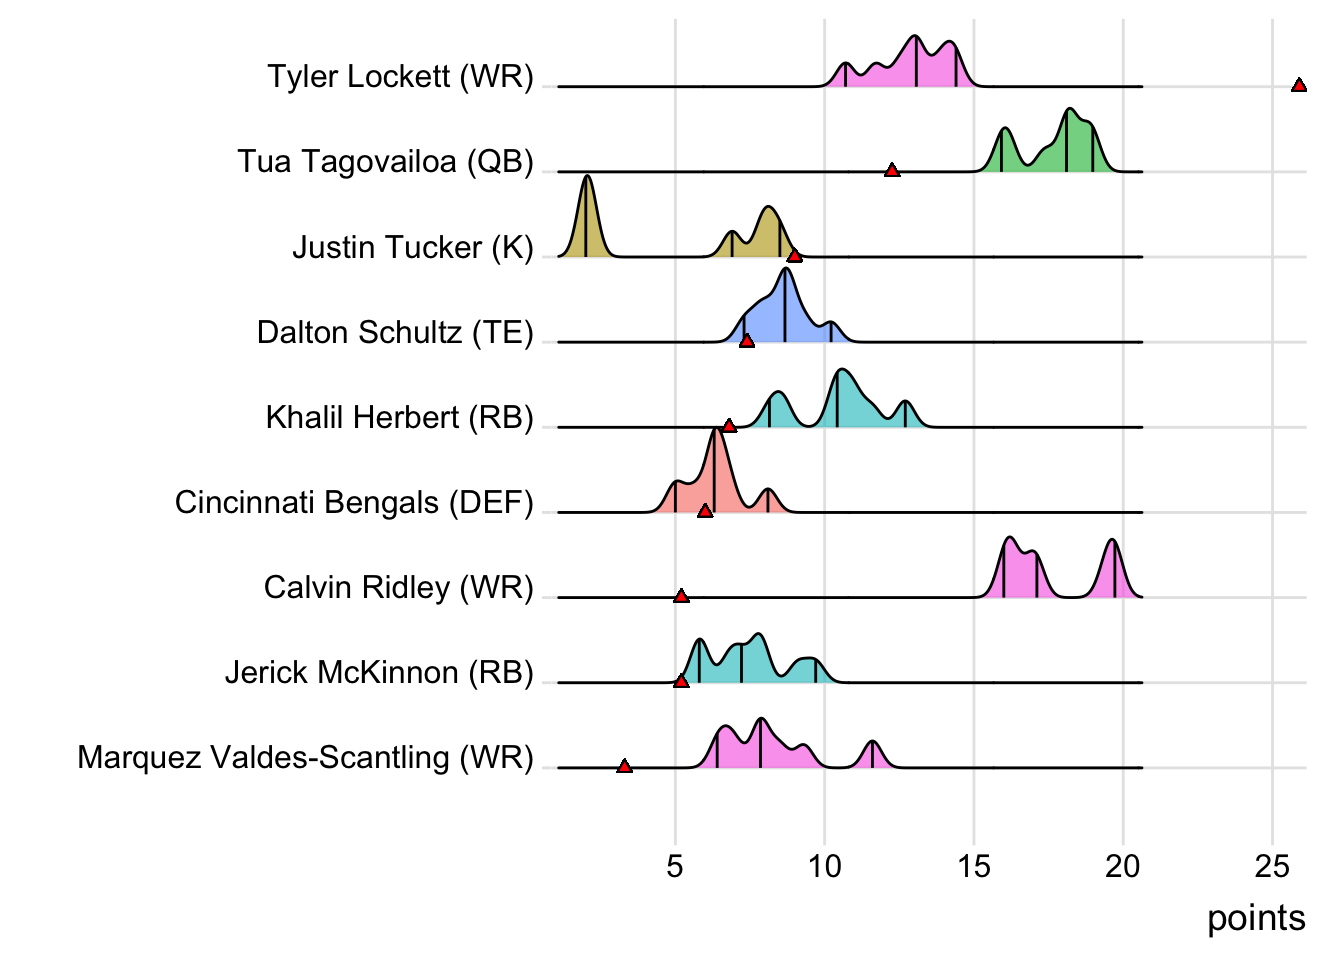 Tyler Lockett (WR)
Tua Tagovailoa (QB)
Justin Tucker (K)
Dalton Schultz (TE)
Khalil Herbert (RB)
Cincinnati Bengals (DEF)
Calvin Ridley (WR)
Jerick McKinnon (RB)
Marquez Valdes-Scantling (WR)
5 10 15 20 25
points